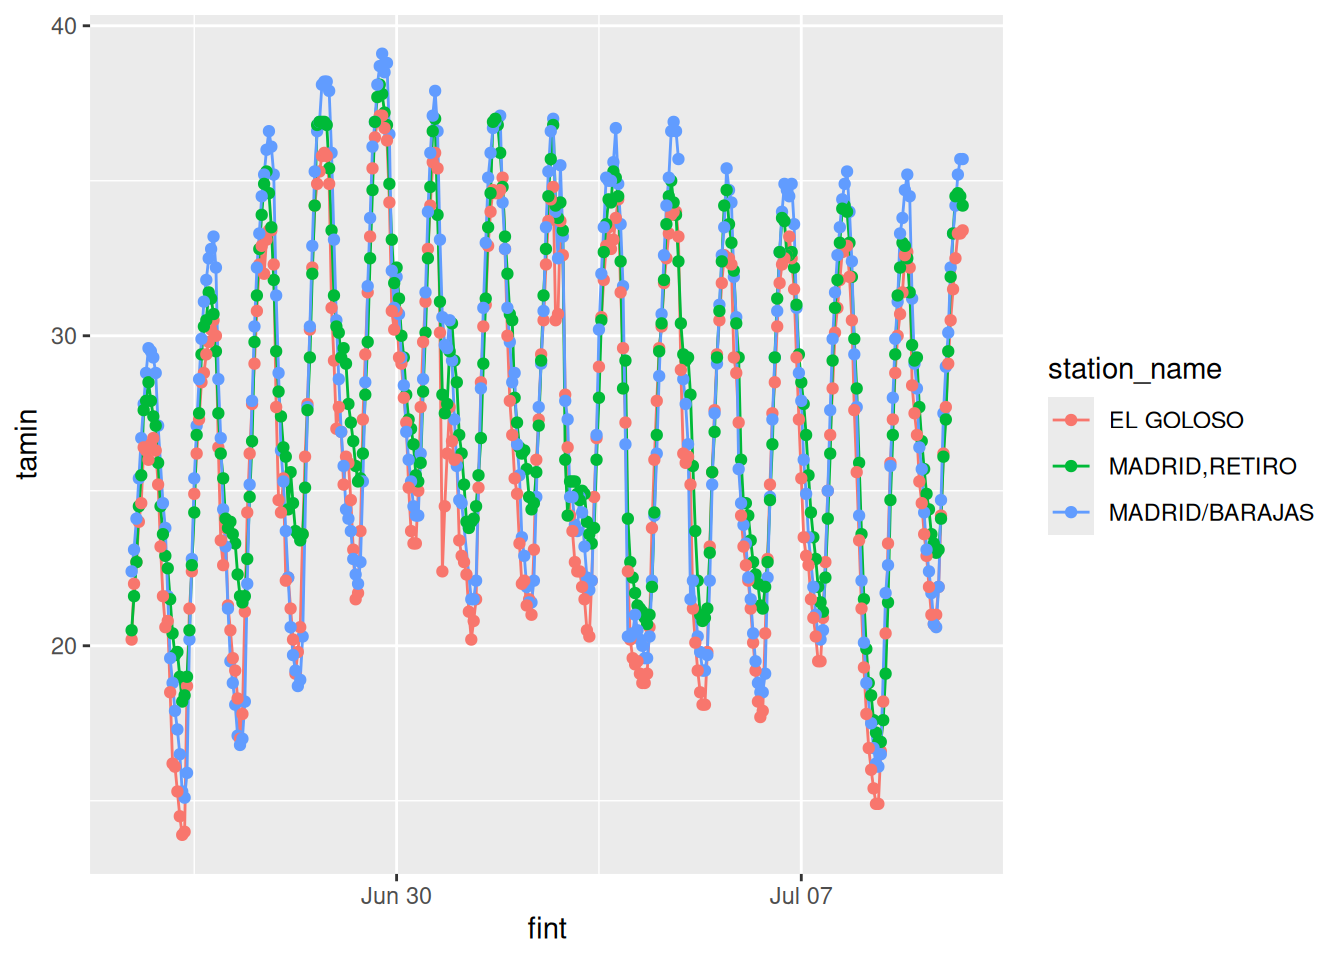 40
30
20
tamin
Jun 30
Jul 07
fint
station_name
EL GOLOSO
MADRID,RETIRO
MADRID/BARAJAS